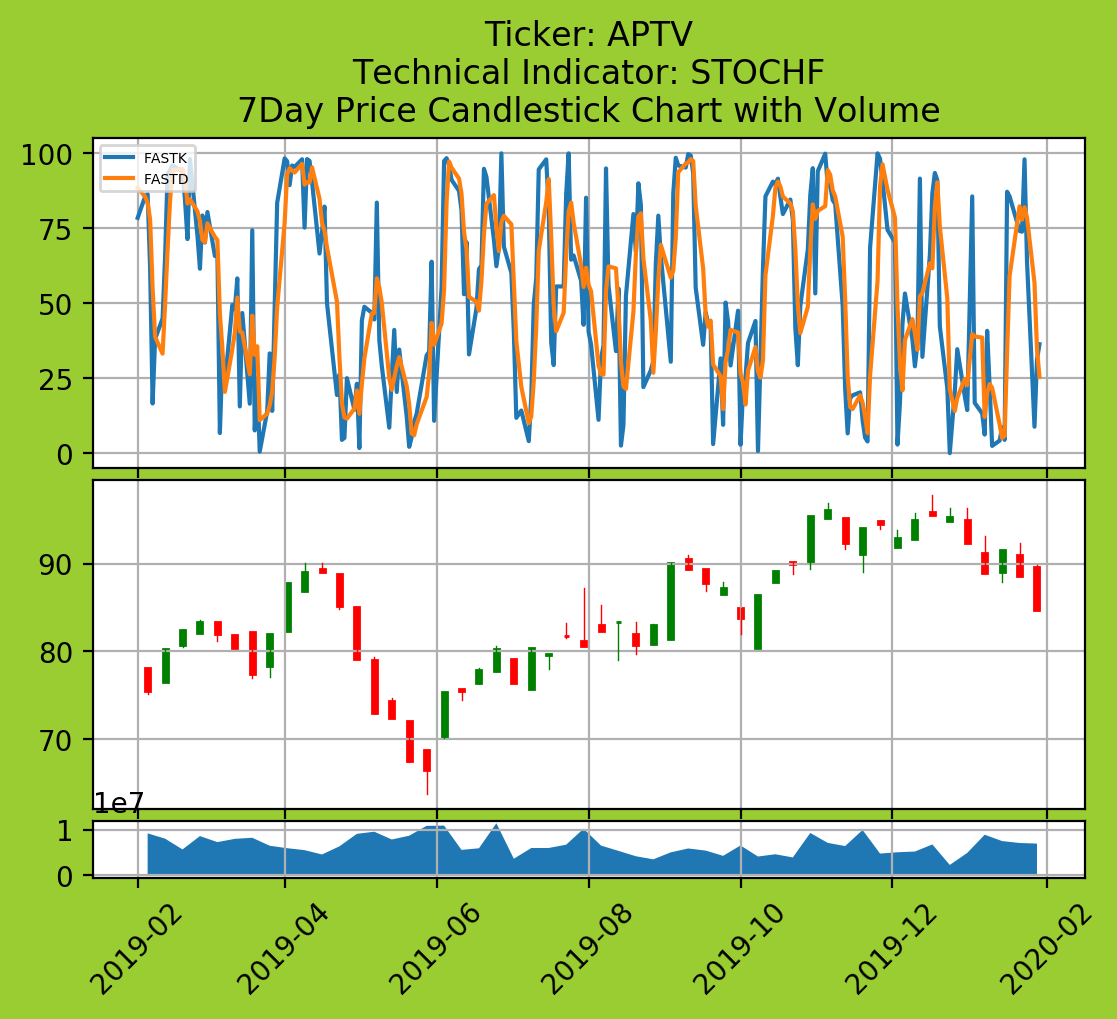 Ticker: APTV
Technical Indicator: STOCHF
7Day Price Candlestick Chart with Volume
100
75
50
25
0
FASTK
FASTD
90
80
70
1e7
1
0
2019-02
2019-04
2019-06
2019-08
2019-10
2019-12
2020-02